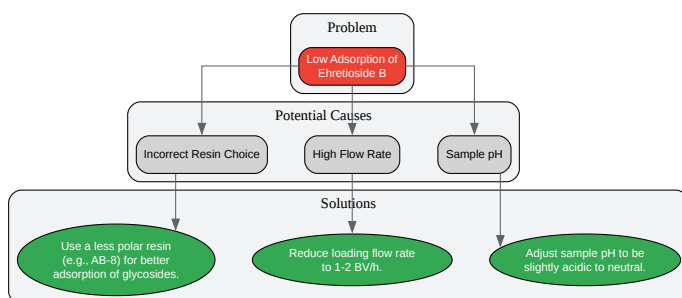 Problem
Low Adsorption of
Ehretioside B
Potential Causes
Incorrect Resin Choice
High Flow Rate
Sample pH
Solutions
Use a less polar resin
(e.g., AB-8) for better
adsorption of glycosides.
Reduce loading flow rate
to 1-2 BV/h.
Adjust sample pH to be
slightly acidic to neutral.